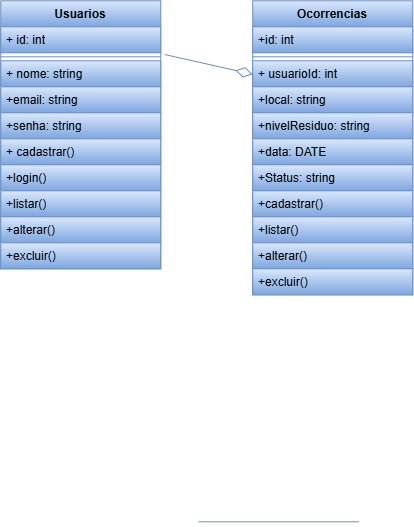 Usuarios
+ id: int
+ nome: string
+email: string
+senha: string
+ cadastrar()
+login()
+listar()
+alterar()
+excluir()
Ocorrencias
+id: int
+ usuarioId: int
+local: string
+nivelResiduo: string
+data: DATE
+Status: string
+cadastrar()
+listar()
+alterar()
+excluir()